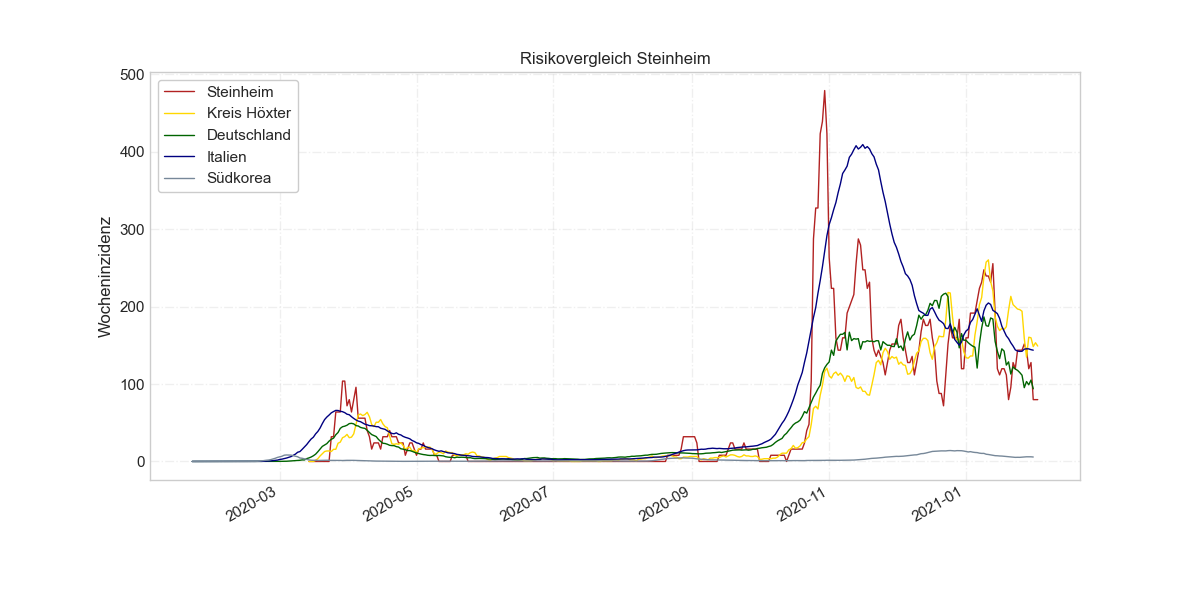 Risikovergleich Steinheim
500
400
300
200
100
0
Wocheninzidenz
Steinheim
Kreis Höxter
Deutschland
Italien
Südkorea
2020-03
2020-05
2020-07
2020-09
2020-11
2021-01